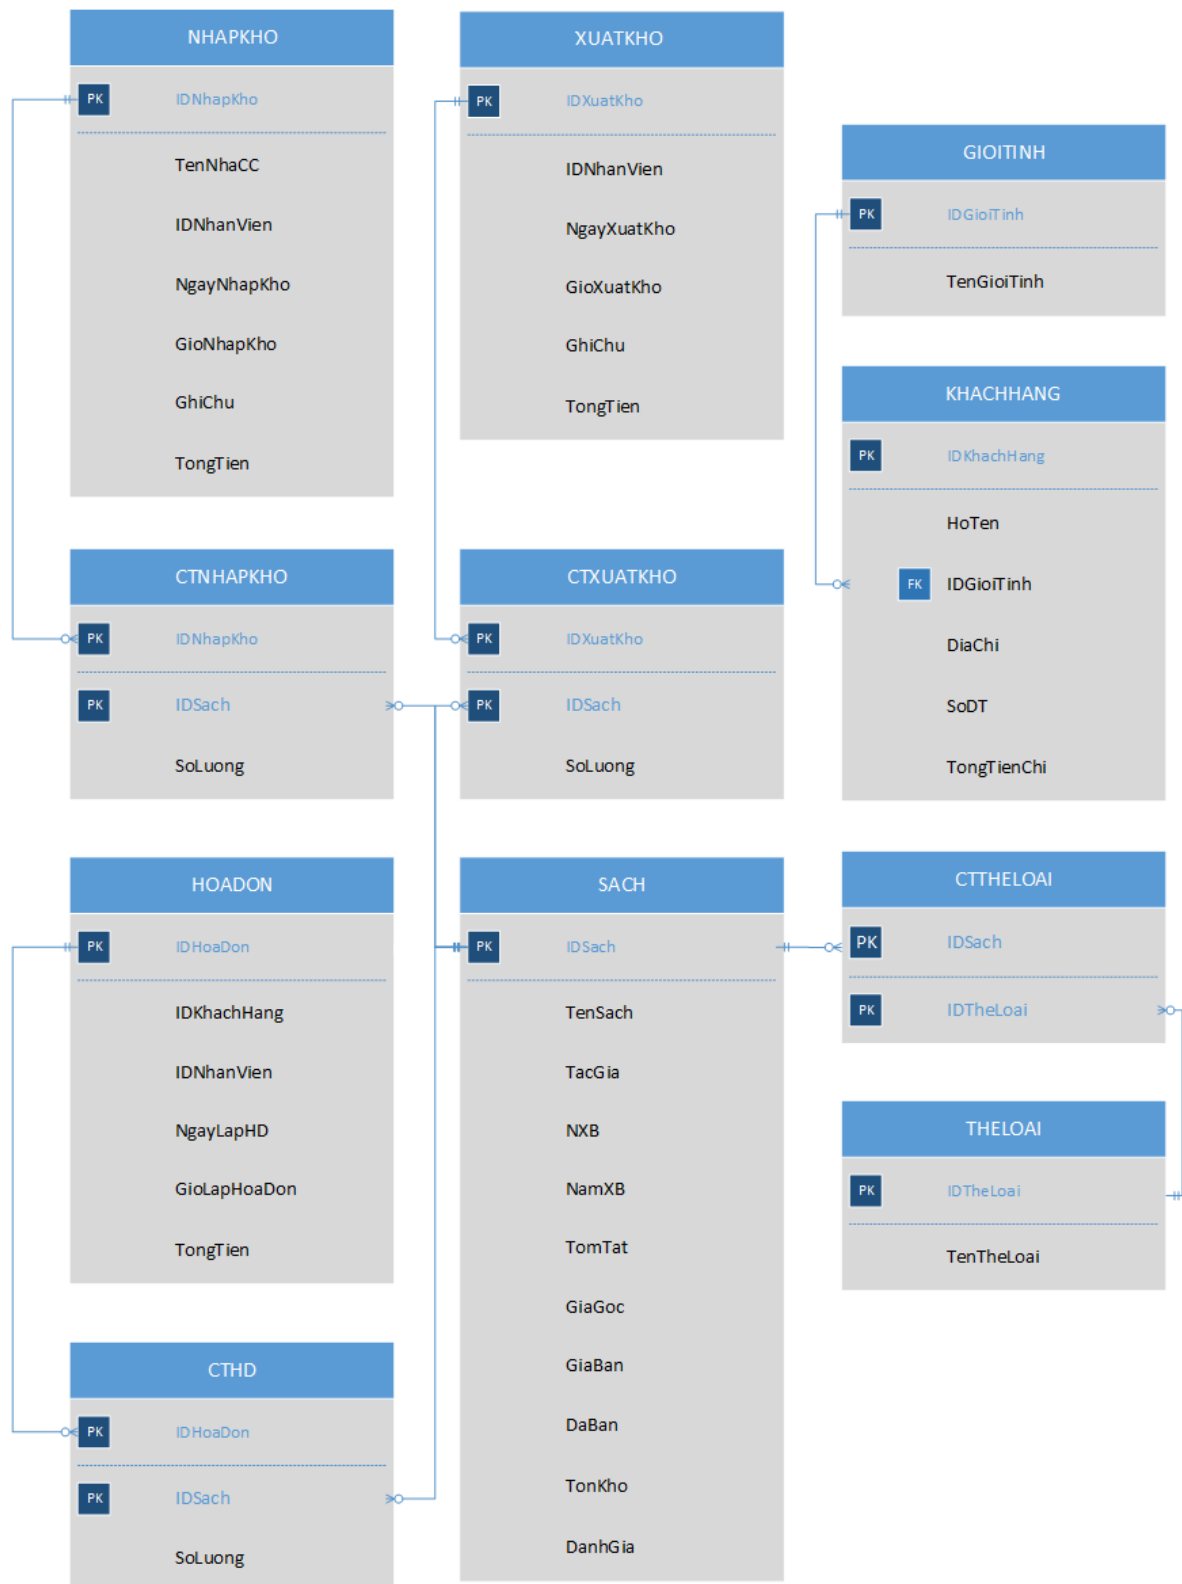 NHAPKHO
PK IDNhapKho
TenNhaCC
IDNhanVien
NgayNhapKho
GioNhapKho
GhiChu
TongTien
XUATKHO
PK IDXuatKho
IDNhanVien
NgayXuatKho
GioXuatKho
GhiChu
TongTien
GIOITINH
PK IDGioiTinh
TenGioiTinh
KHACHHANG
PK IDKhachHang
HoTen
FK IDGioiTinh
DiaChi
SoDT
TongTienChi
CTNHAPKHO
PK IDNhapKho
PK IDSach
SoLuong
CTXUATKHO
PK IDXuatKho
PK IDSach
SoLuong
HOADON
PK IDHoaDon
IDKhachHang
IDNhanVien
NgayLapHD
GioLapHoaDon
TongTien
SACH
PK IDSach
TenSach
TacGia
NXB
NamXB
TomTat
GiaGoc
GiaBan
DaBan
TonKho
DanhGia
CTTHELOAI
PK IDSach
PK IDTheLoai
THELOAI
PK IDTheLoai
TenTheLoai
CTHD
PK IDHoaDon
PK IDSach
SoLuong